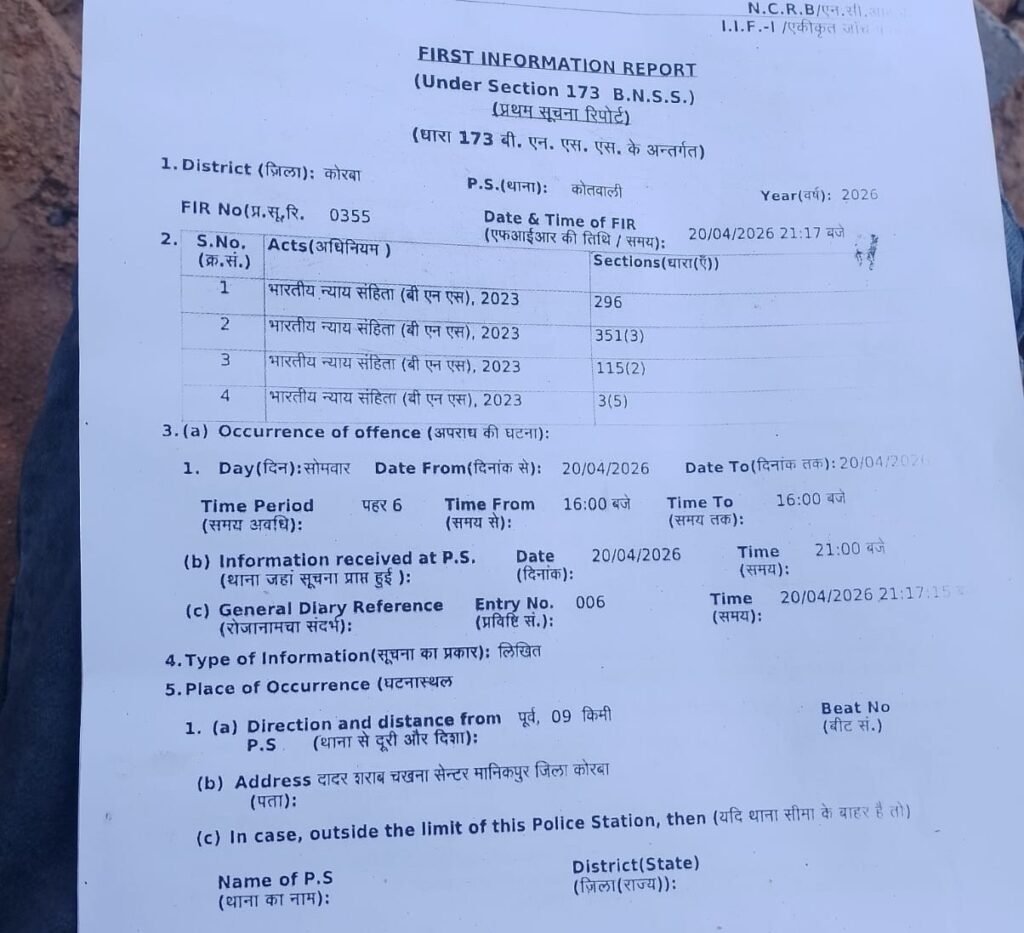 N.C.R.B/एन.सी.आर.
I.I.F.-I /एकीकृत जाँच
FIRST INFORMATION REPORT
(Under Section 173 B.N.S.S.)
(प्रथम सूचना रिपोर्ट)
(धारा 173 बी. एन. एस. एस. के अन्तर्गत)
1. District (ज़िला): कोरबा P.S.(थाना): कोतवाली Year(वर्ष): 2026
FIR No(प्र.सू.रि. 0355 Date & Time of FIR
(एफआईआर की तिथि / समय): 20/04/2026 21:17 बजे
2. S.No. Acts(अधिनियम ) Sections(धारा(एँ))
(क्र.सं.)
1 भारतीय न्याय संहिता (बी एन एस), 2023 296
2 भारतीय न्याय संहिता (बी एन एस), 2023 351(3)
3 भारतीय न्याय संहिता (बी एन एस), 2023 115(2)
4 भारतीय न्याय संहिता (बी एन एस), 2023 3(5)
3.(a) Occurrence of offence (अपराध की घटना):
1. Day(दिन):सोमवार Date From(दिनांक से): 20/04/2026 Date To(दिनांक तक): 20/04/2026
Time Period पहर 6 Time From 16:00 बजे Time To 16:00 बजे
(समय अवधि): (समय से): (समय तक):
(b) Information received at P.S. Date 20/04/2026 Time 21:00 बजे
(थाना जहां सूचना प्राप्त हुई ): (दिनांक): (समय):
(c) General Diary Reference Entry No. 006 Time 20/04/2026 21:17:15
(रोजानामचा संदर्भ): (प्रविष्टि सं.): (समय):
4. Type of Information(सूचना का प्रकार): लिखित
5. Place of Occurrence (घटनास्थल
1. (a) Direction and distance from पूर्व, 09 किमी Beat No
P.S (थाना से दूरी और दिशा): (बीट सं.)
(b) Address दादर शराब चखना सेन्टर मानिकपुर जिला कोरबा
(पता):
(c) In case, outside the limit of this Police Station, then (यदि थाना सीमा के बाहर है तो)
Name of P.S District(State)
(थाना का नाम): (ज़िला(राज्य)):